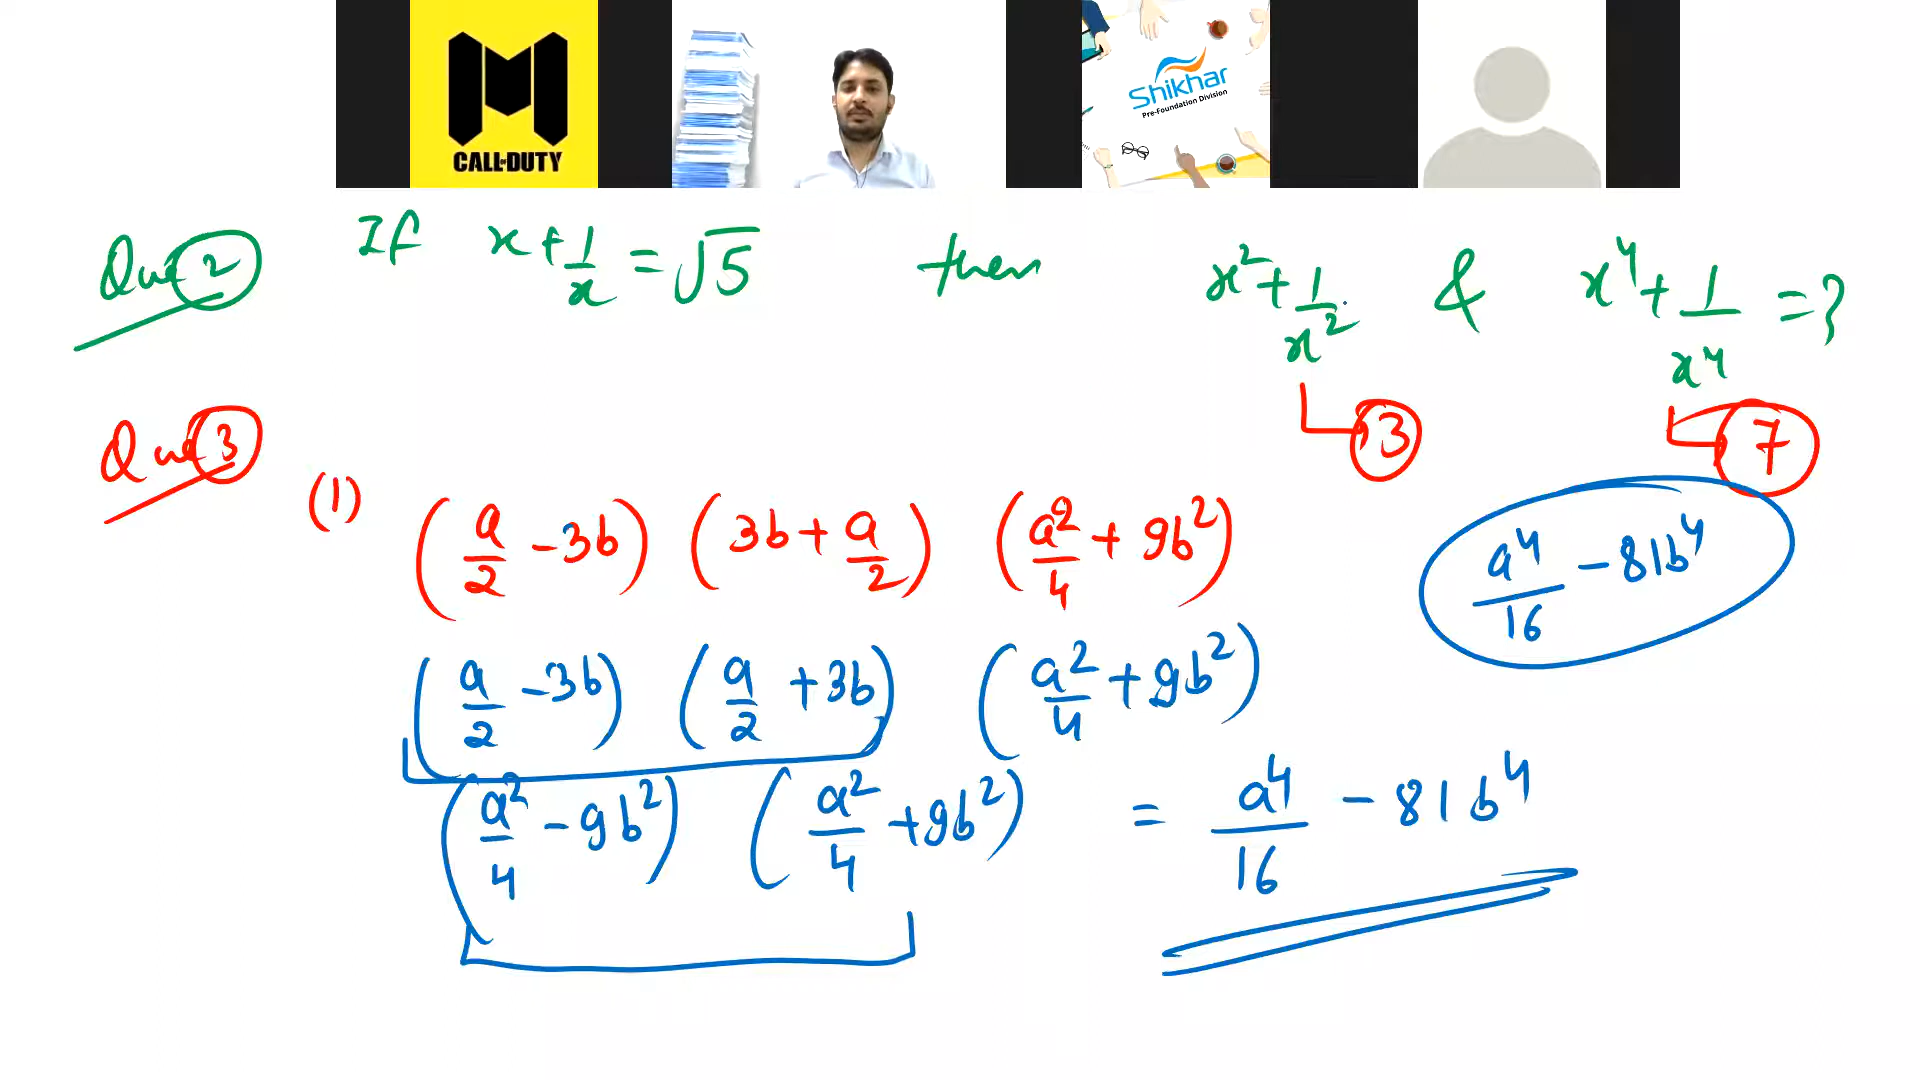 CALL OF DUTY
Shikhar
Pre-Foundation Division
Que 2 If x + 1/x = √5 then x² + 1/x² & x⁴ + 1/x⁴ = ?
3 7
Que 3
(1) (a/2 - 3b) (3b + a/2) (a²/4 + 9b²)
a⁴/16 - 81b⁴
(a/2 - 3b) (a/2 + 3b) (a²/4 + 9b²)
(a²/4 - 9b²) (a²/4 + 9b²) = a⁴/16 - 81b⁴